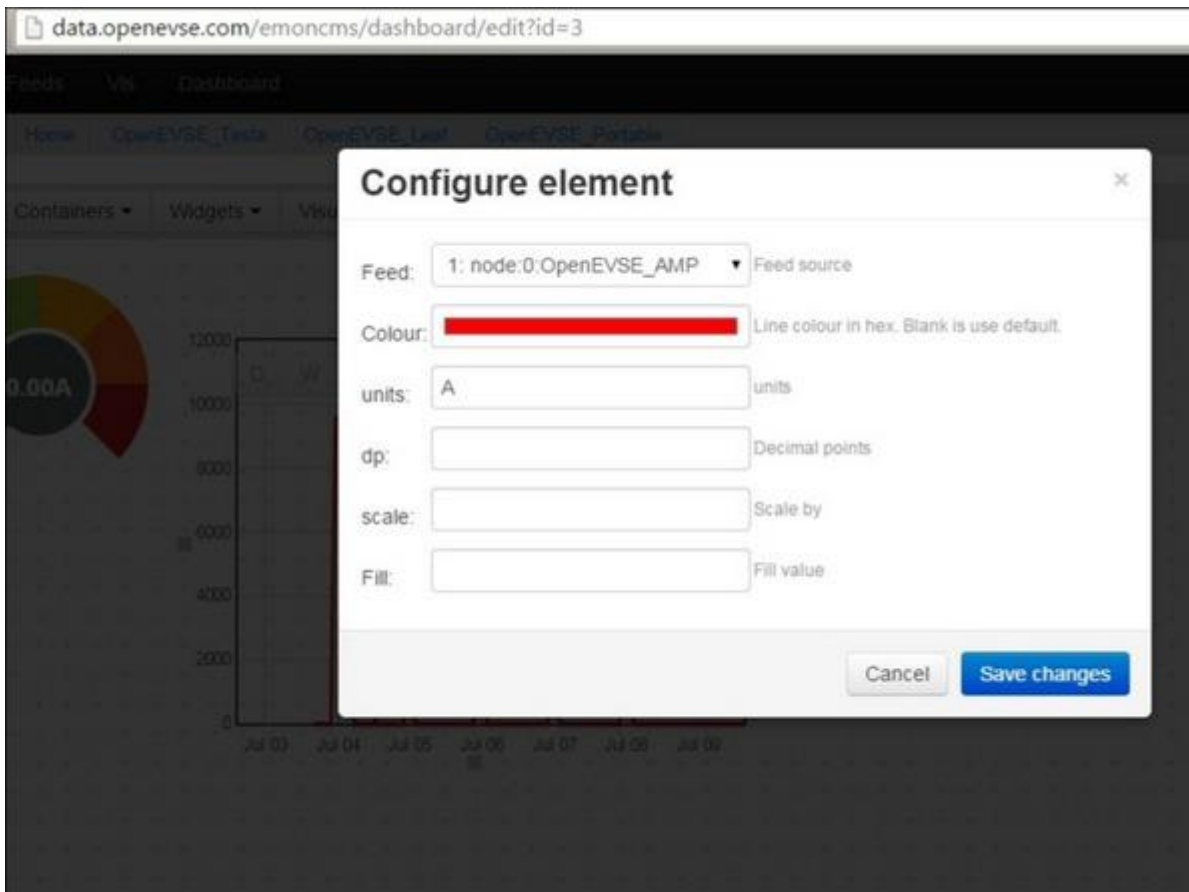 data.openevse.com/emoncms/dashboard/edit?id=3
Feeds Vis Dashboard
Home OpenEVSE_Tesla OpenEVSE_Leaf OpenEVSE_Portable
Containers Widgets
Configure element ×
Feed: 1: node:0:OpenEVSE_AMP Feed source
Colour: Line colour in hex. Blank is use default.
units: A units
dp: Decimal points
scale: Scale by
Fill: Fill value
Cancel Save changes
0.00A
12000
D W
10000
8000
6000
4000
2000
0
Jul 03 Jul 04 Jul 05 Jul 06 Jul 07 Jul 08 Jul 09